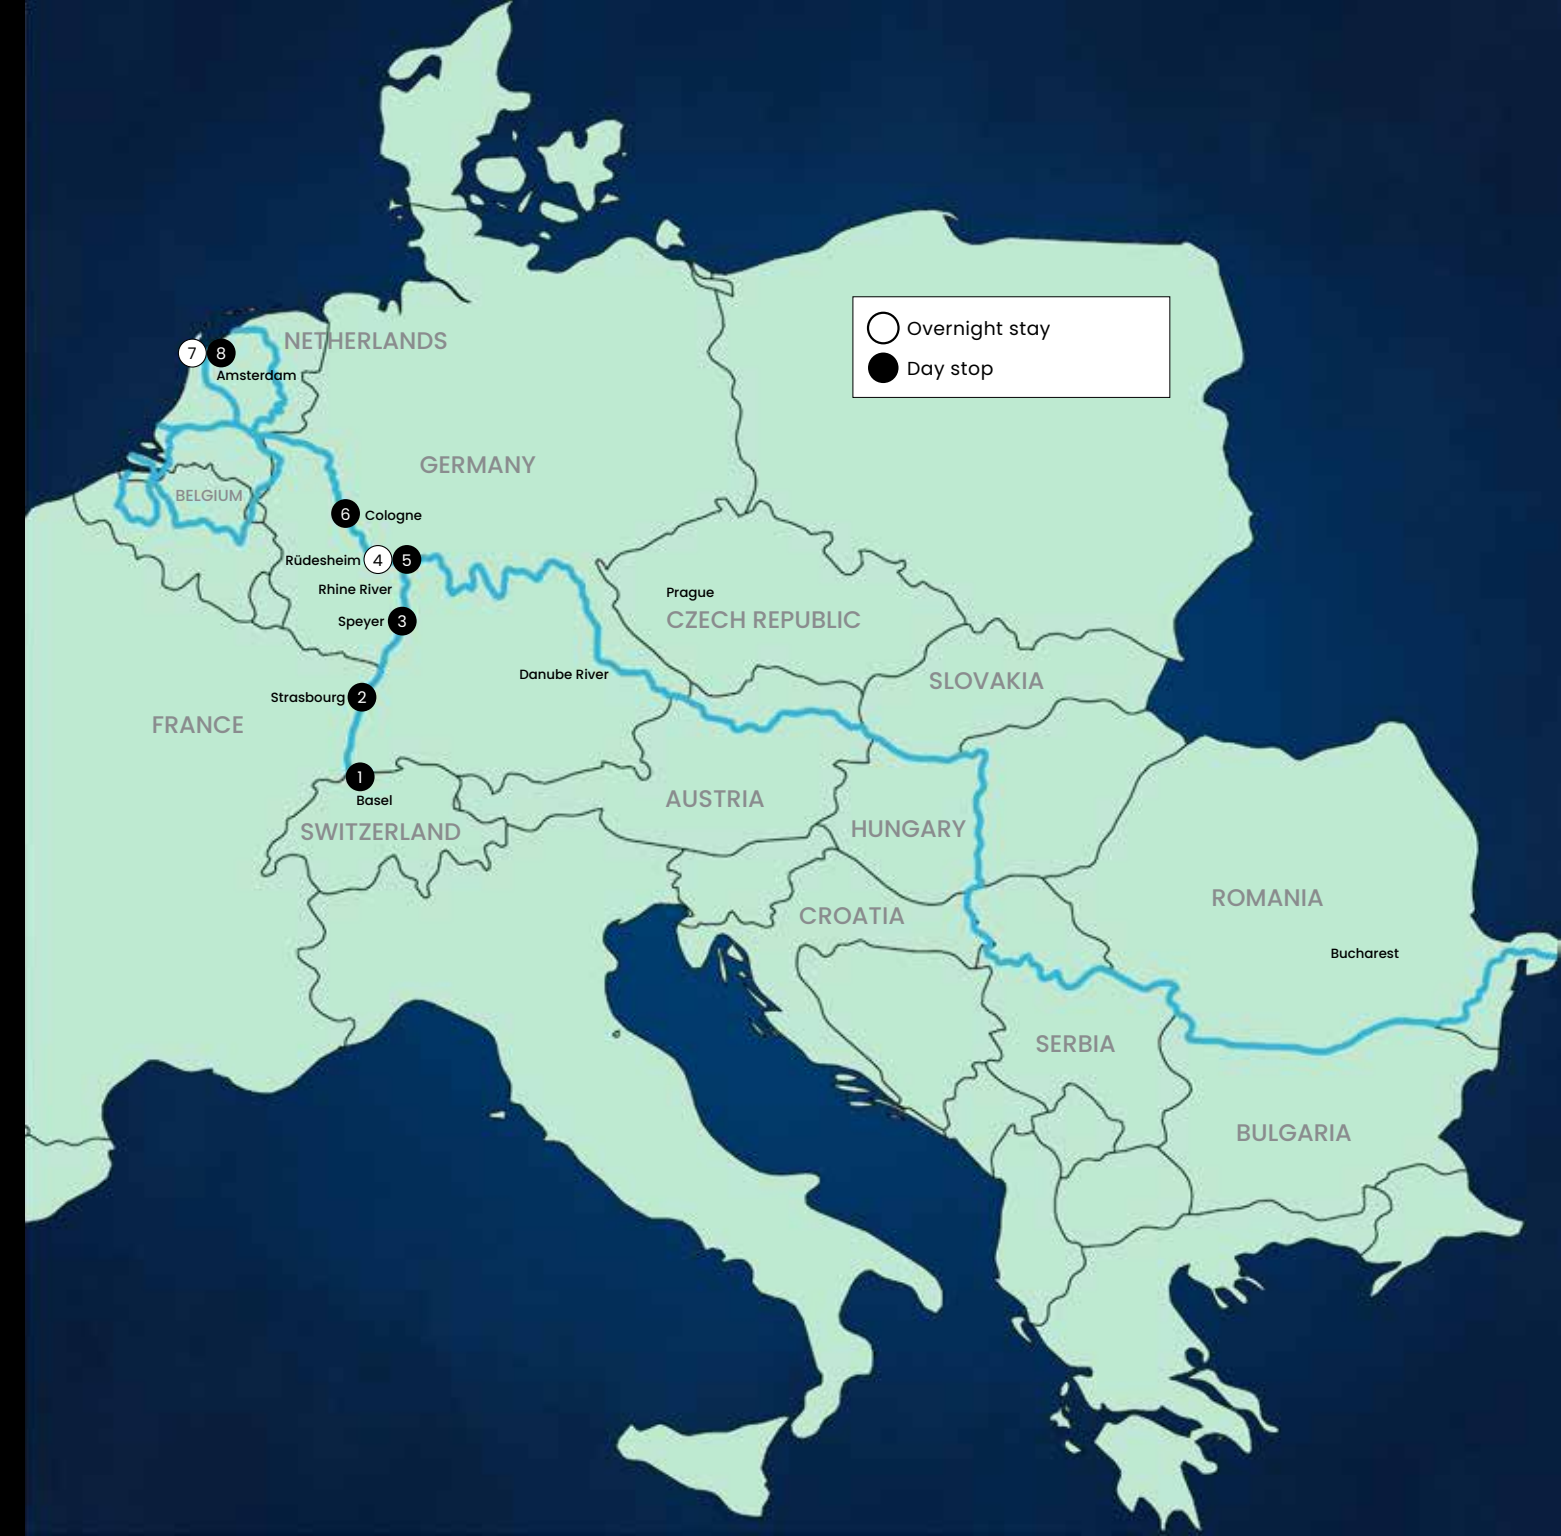 Overnight stay
Day stop
NETHERLANDS
7 8
Amsterdam
GERMANY
BELGIUM
6 Cologne
Rüdesheim 4 5
Rhine River
Prague
CZECH REPUBLIC
Speyer 3
Danube River
SLOVAKIA
Strasbourg 2
FRANCE
1
Basel
AUSTRIA
SWITZERLAND
HUNGARY
ROMANIA
CROATIA
Bucharest
SERBIA
BULGARIA